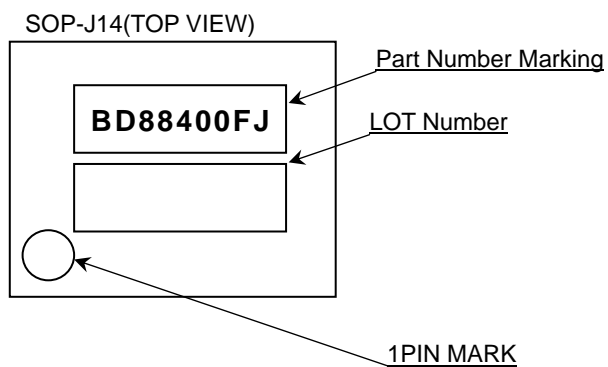 SOP-J14(TOP VIEW)
Part Number Marking
BD88400FJ
LOT Number
1PIN MARK